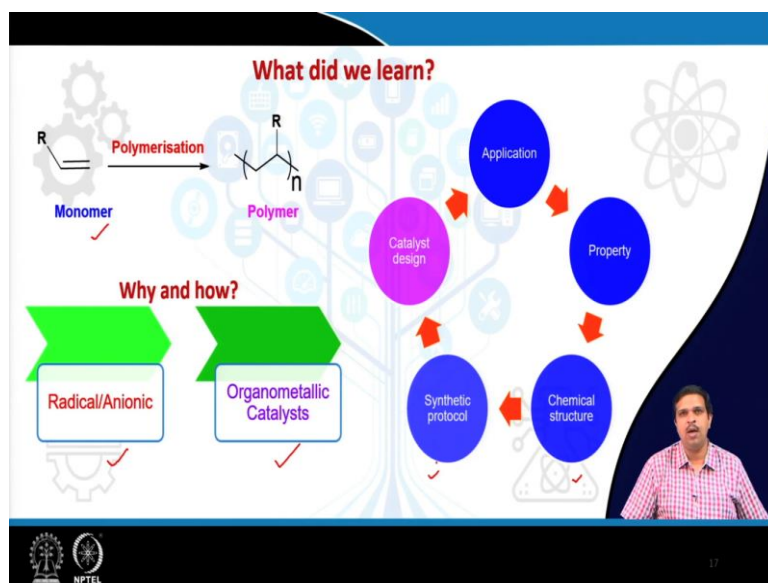 What did we learn?
R
Polymerisation
R
n
Monomer
Polymer
Why and how?
Radical/Anionic
Organometallic
Catalysts
Application
Property
Chemical
structure
Synthetic
protocol
Catalyst
design
NPTEL
17